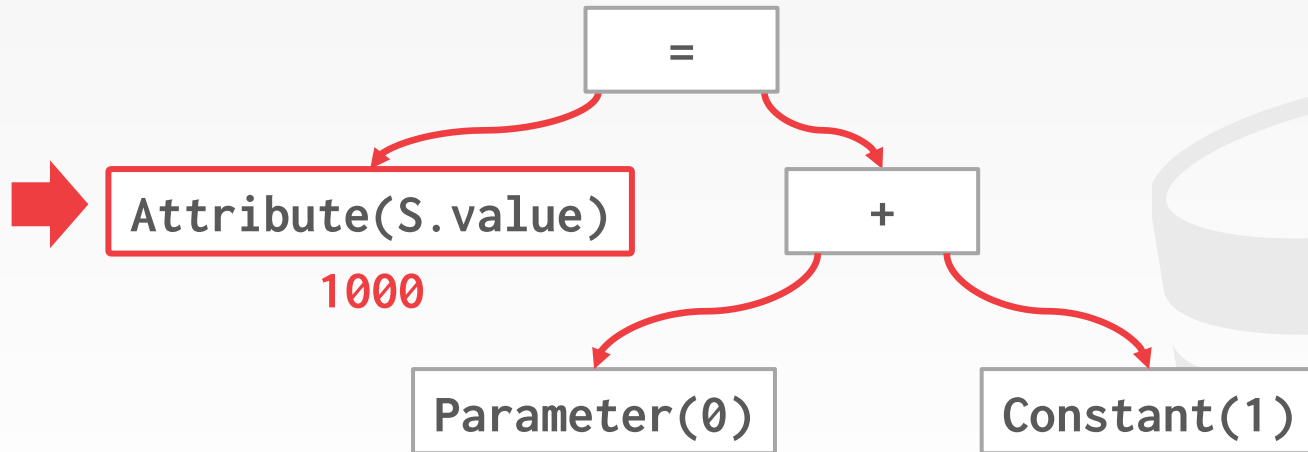 =
Attribute(S.value)
+
1000
Parameter(0)
Constant(1)